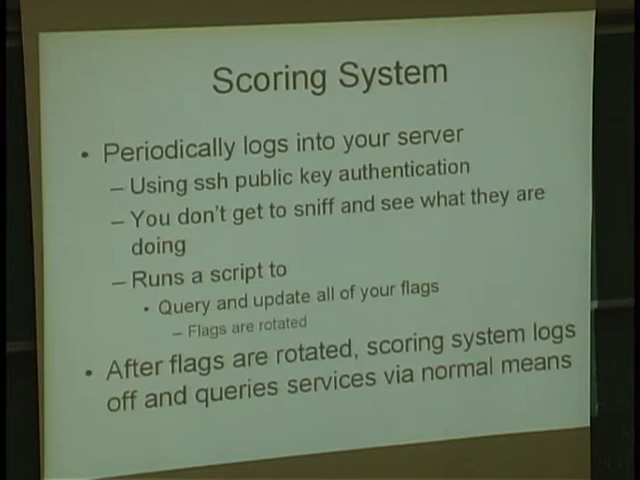 Scoring System
• Periodically logs into your server
– Using ssh public key authentication
– You don't get to sniff and see what they are
doing
– Runs a script to
• Query and update all of your flags
– Flags are rotated
• After flags are rotated, scoring system logs
off and queries services via normal means